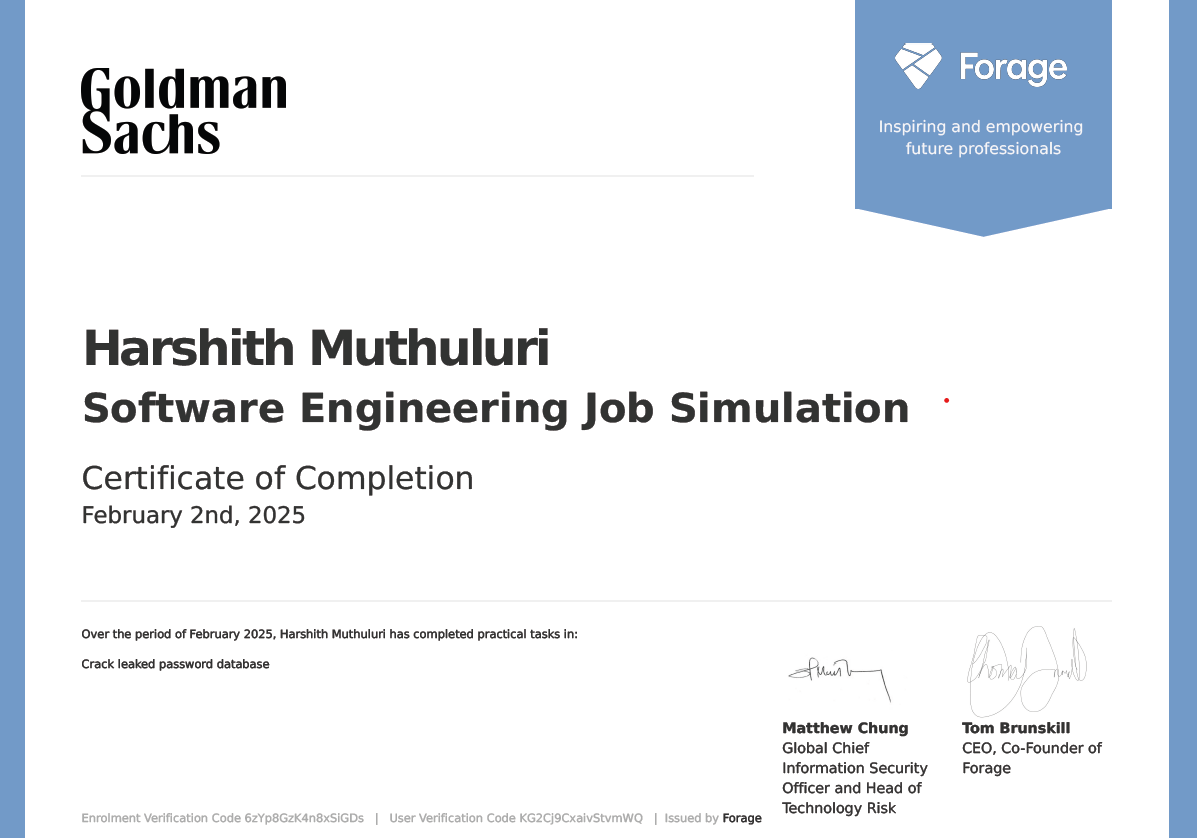 Goldman
Sachs
Forage
Inspiring and empowering
future professionals
Harshith Muthuluri
Software Engineering Job Simulation
Certificate of Completion
February 2nd, 2025
Over the period of February 2025, Harshith Muthuluri has completed practical tasks in:
Crack leaked password database
Matthew Chung
Global Chief
Information Security
Officer and Head of
Technology Risk
Tom Brunskill
CEO, Co-Founder of
Forage
Enrolment Verification Code 6zYp8GzK4n8xSiGDs | User Verification Code KG2Cj9CxaivStvmWQ | Issued by Forage